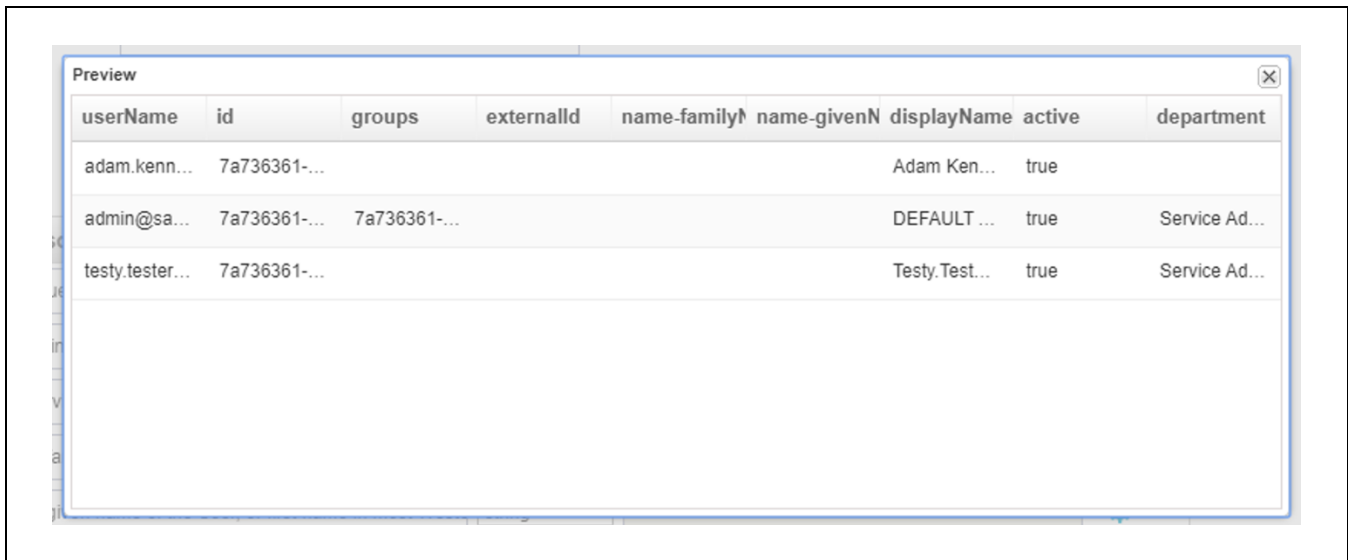 Preview
userName id groups externalId name-familyN name-givenN displayName active department
adam.kenn... 7a736361-... Adam Ken... true
admin@sa... 7a736361-... 7a736361-... DEFAULT ... true Service Ad...
testy.tester... 7a736361-... Testy.Test... true Service Ad...